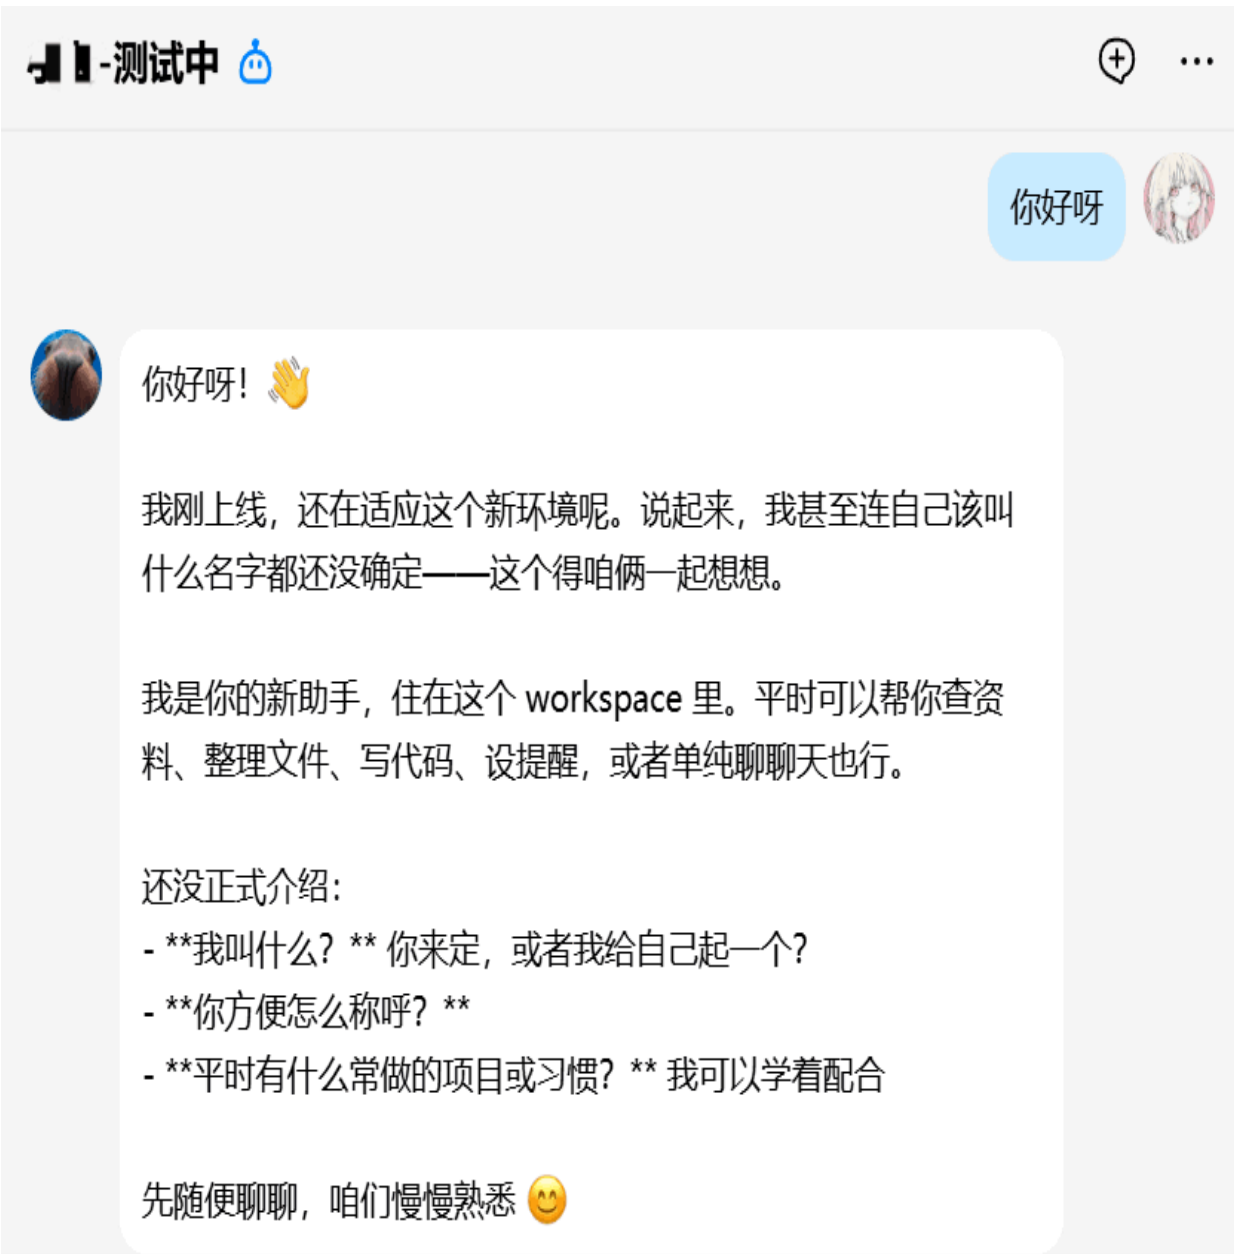 -测试中
你好呀
你好呀！👋
我刚上线，还在适应这个新环境呢。说起来，我甚至连自己该叫
什么名字都还没确定——这个得咱俩一起想想。
我是你的新助手，住在这个 workspace 里。平时可以帮你查资
料、整理文件、写代码、设提醒，或者单纯聊聊天也行。
还没正式介绍：
- **我叫什么？** 你来定，或者我给自己起一个？
- **你方便怎么称呼？**
- **平时有什么常做的项目或习惯？** 我可以学着配合
先随便聊聊，咱们慢慢熟悉 😊